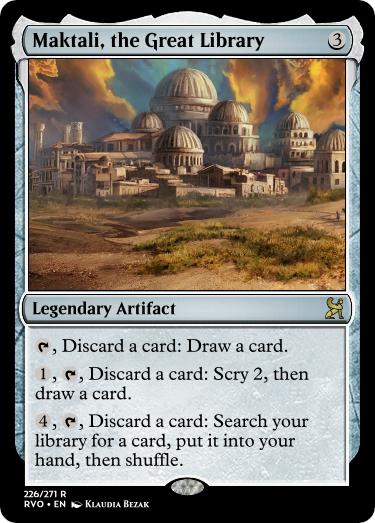 Maktali, the Great Library 3
Legendary Artifact
, Discard a card: Draw a card.
1 , , Discard a card: Scry 2, then
draw a card.
4 , , Discard a card: Search your
library for a card, put it into your
hand, then shuffle.
226/271 R
RVO • EN Klaudia Bezak